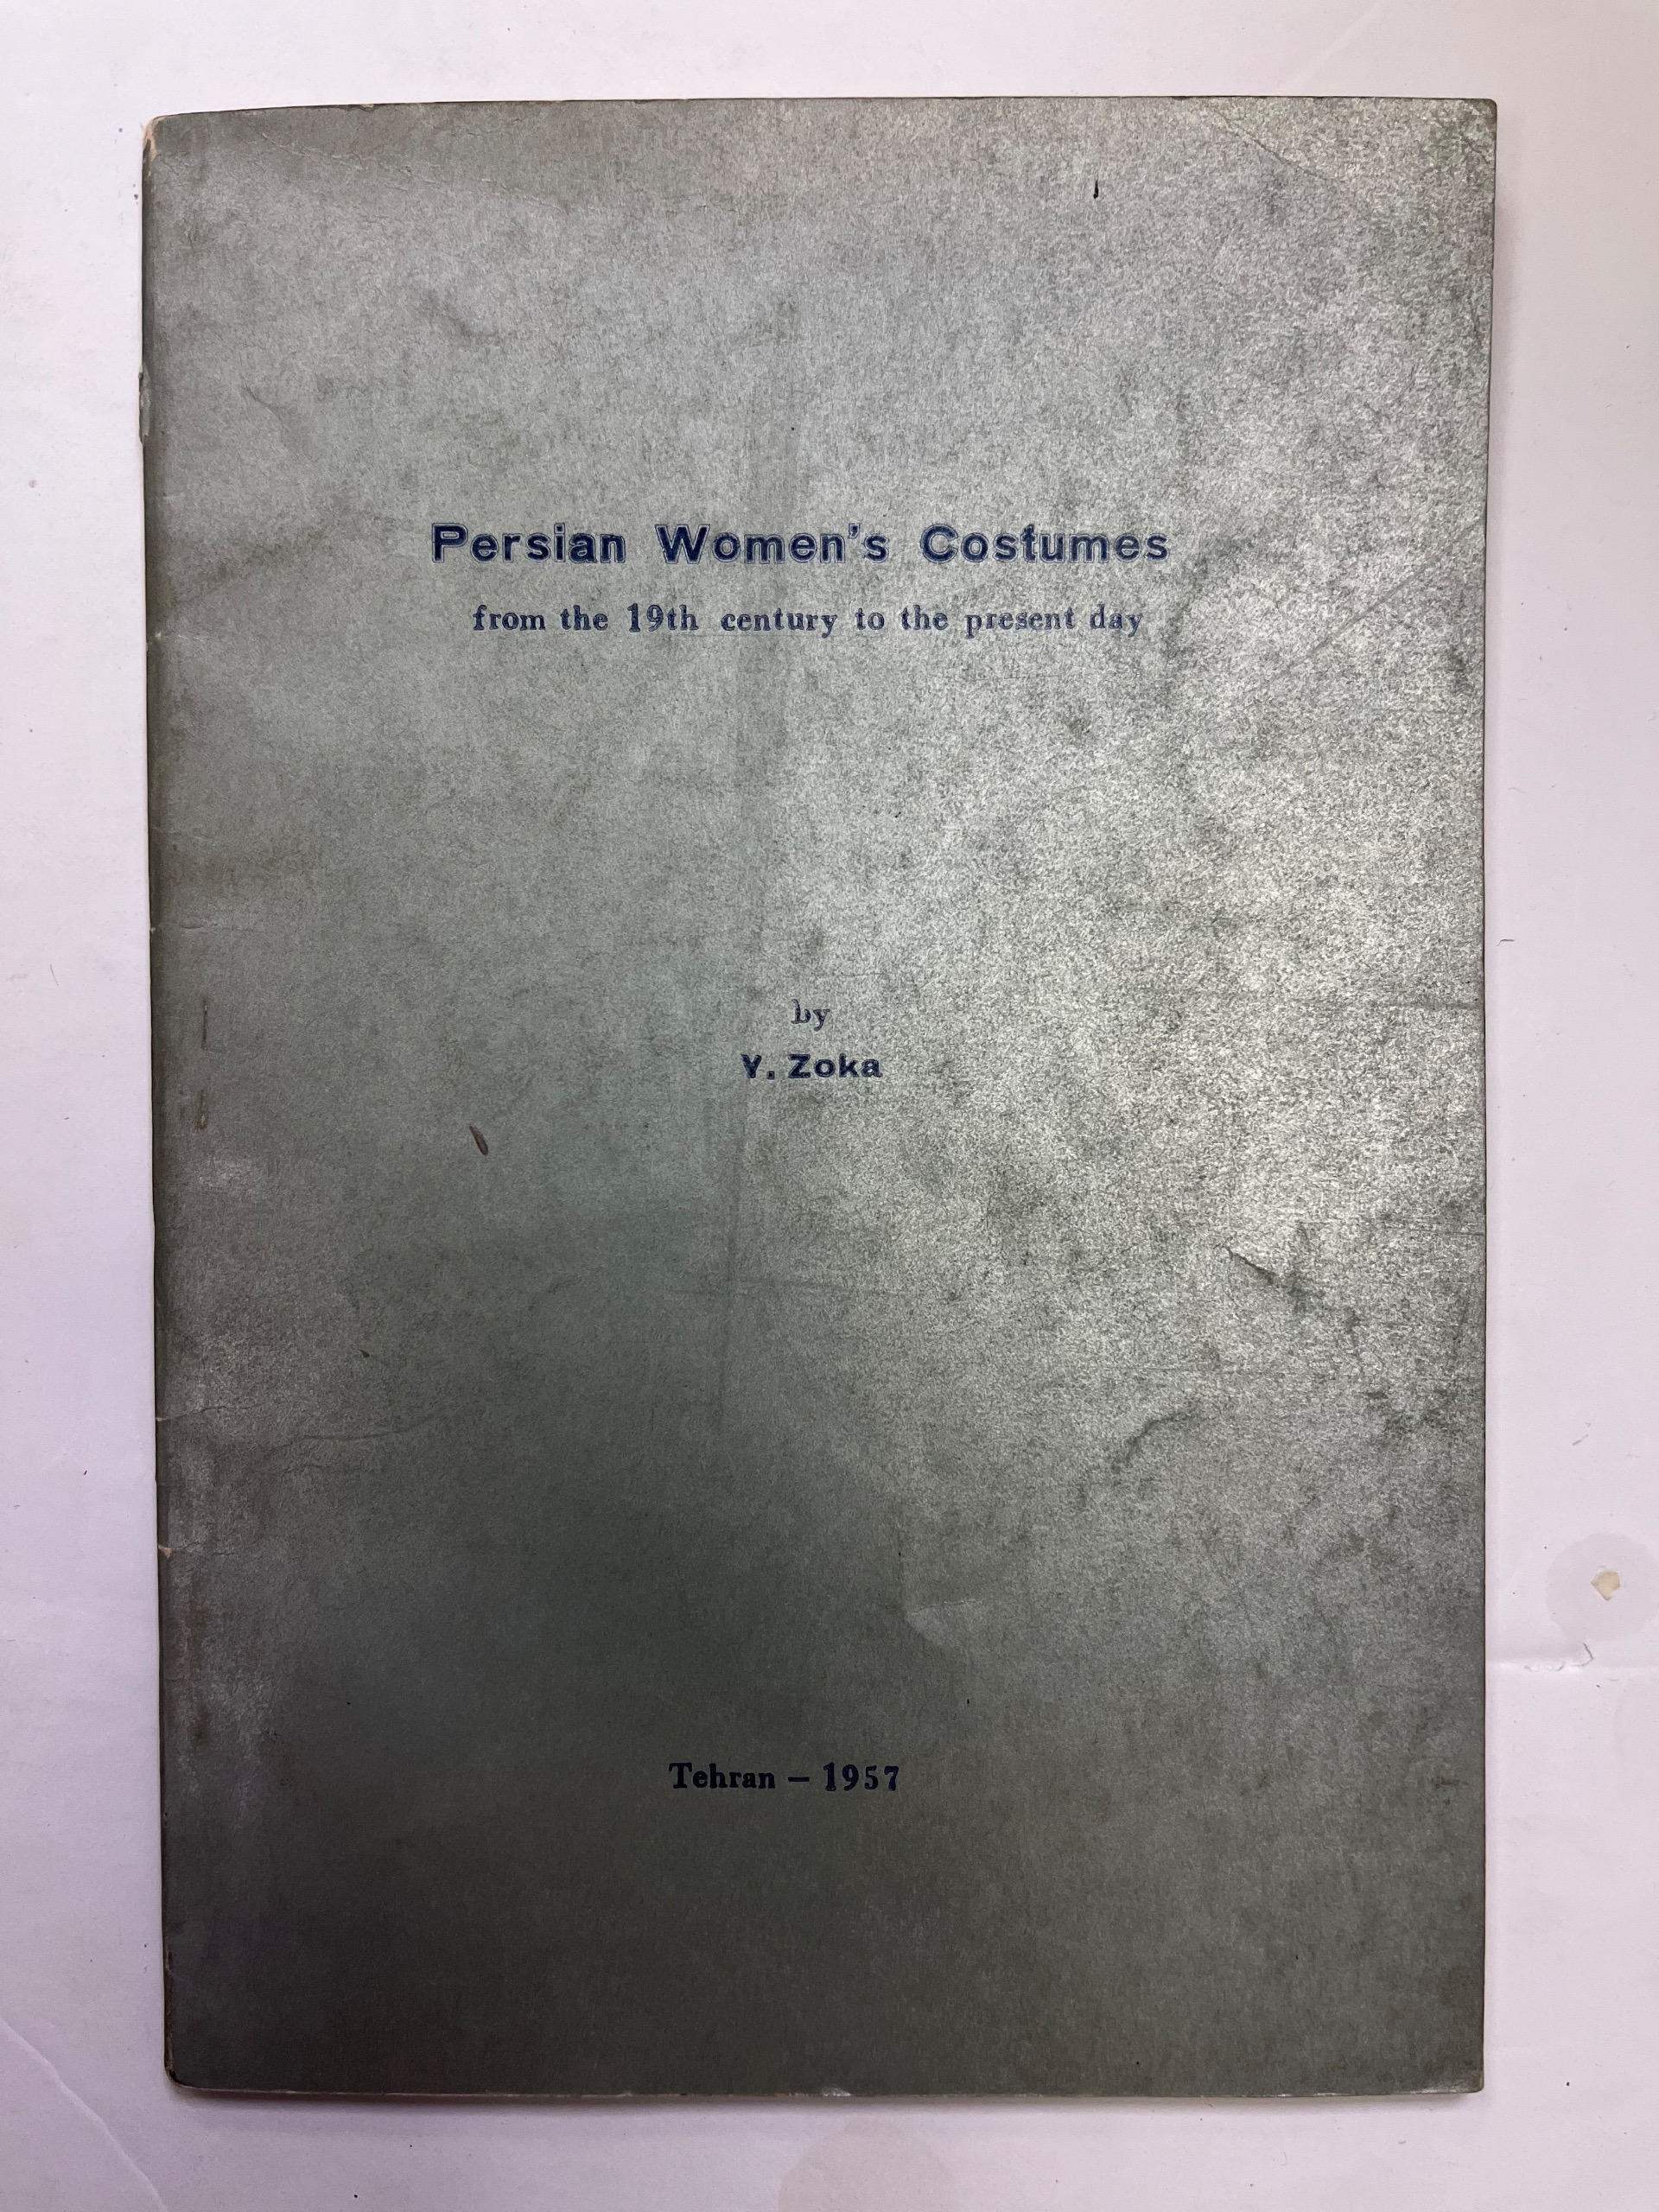 Persian Women's Costumes
from the 19th century to the present day
by
Y. Zoka
Tehran – 1957